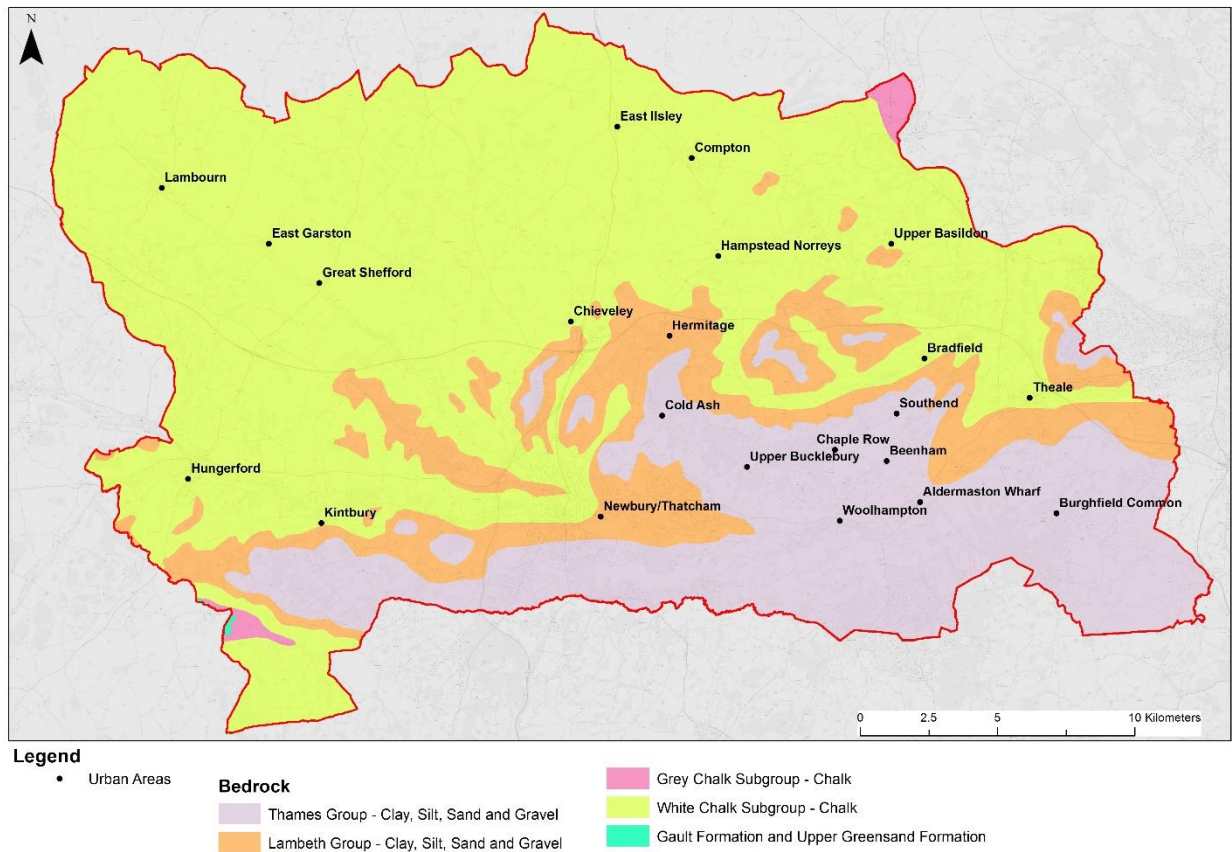 N
East Ilsley
Compton
Lambourn
East Garston
Upper Basildon
Hampstead Norreys
Great Shefford
Chieveley
Hermitage
Bradfield
Theale
Cold Ash
Southend
Chaple Row
Beenham
Upper Bucklebury
Hungerford
Aldermaston Wharf
Newbury/Thatcham
Woolhampton
Burghfield Common
Kintbury
0 2.5 5 10 Kilometers
Legend
Urban Areas
Bedrock
Thames Group - Clay, Silt, Sand and Gravel
Lambeth Group - Clay, Silt, Sand and Gravel
Grey Chalk Subgroup - Chalk
White Chalk Subgroup - Chalk
Gault Formation and Upper Greensand Formation